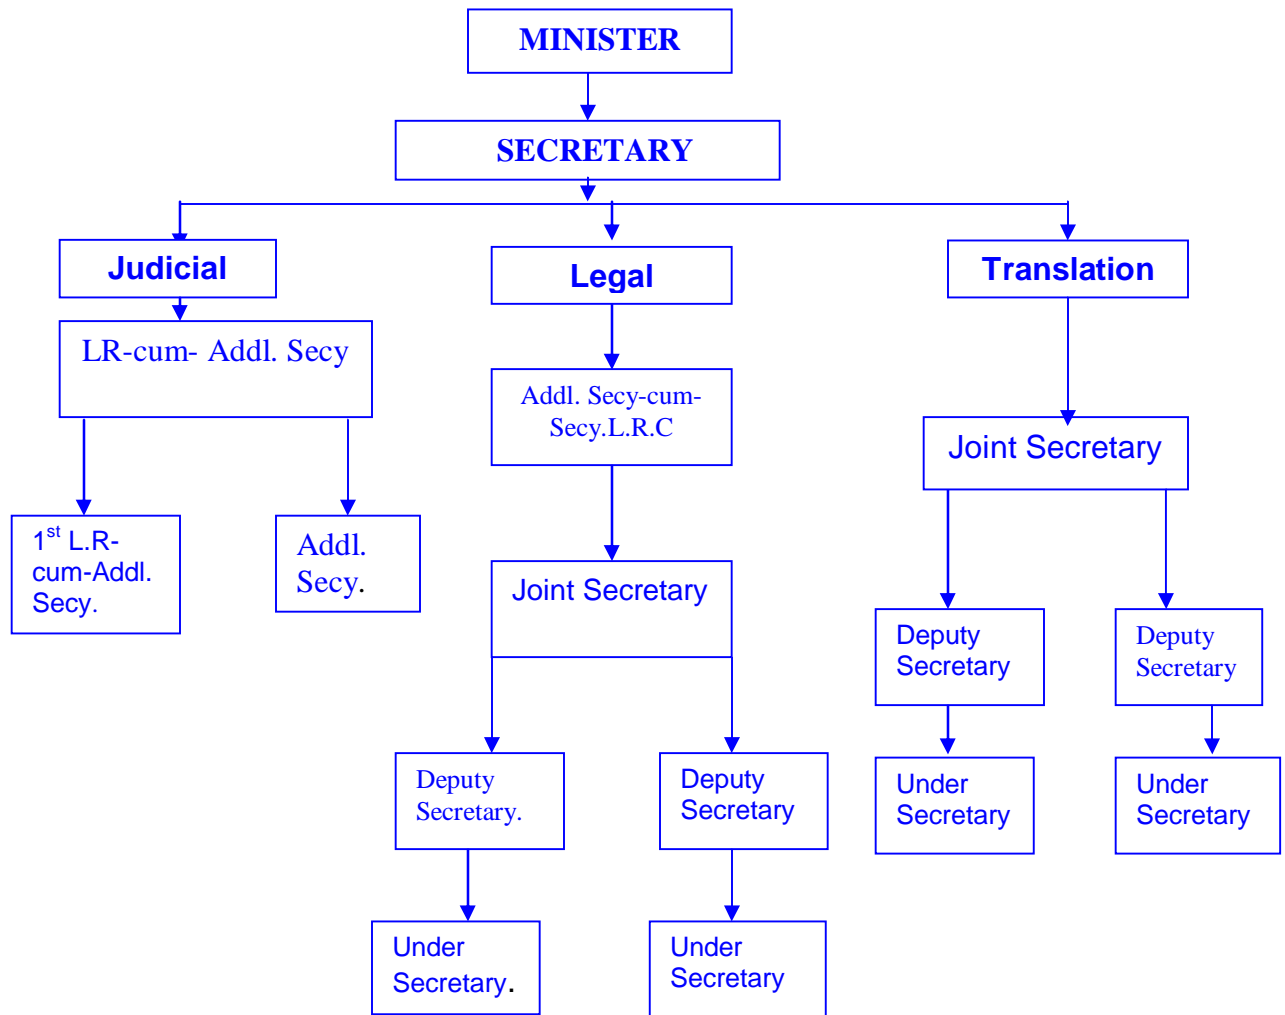 MINISTER
SECRETARY
Judicial
Legal
Translation
LR-cum- Addl. Secy
Addl. Secy-cum-
Secy.L.R.C
Joint Secretary
1st L.R-
cum-Addl.
Secy.
Addl.
Secy.
Joint Secretary
Deputy
Secretary
Deputy
Secretary
Deputy
Secretary.
Deputy
Secretary
Under
Secretary
Under
Secretary
Under
Secretary.
Under
Secretary